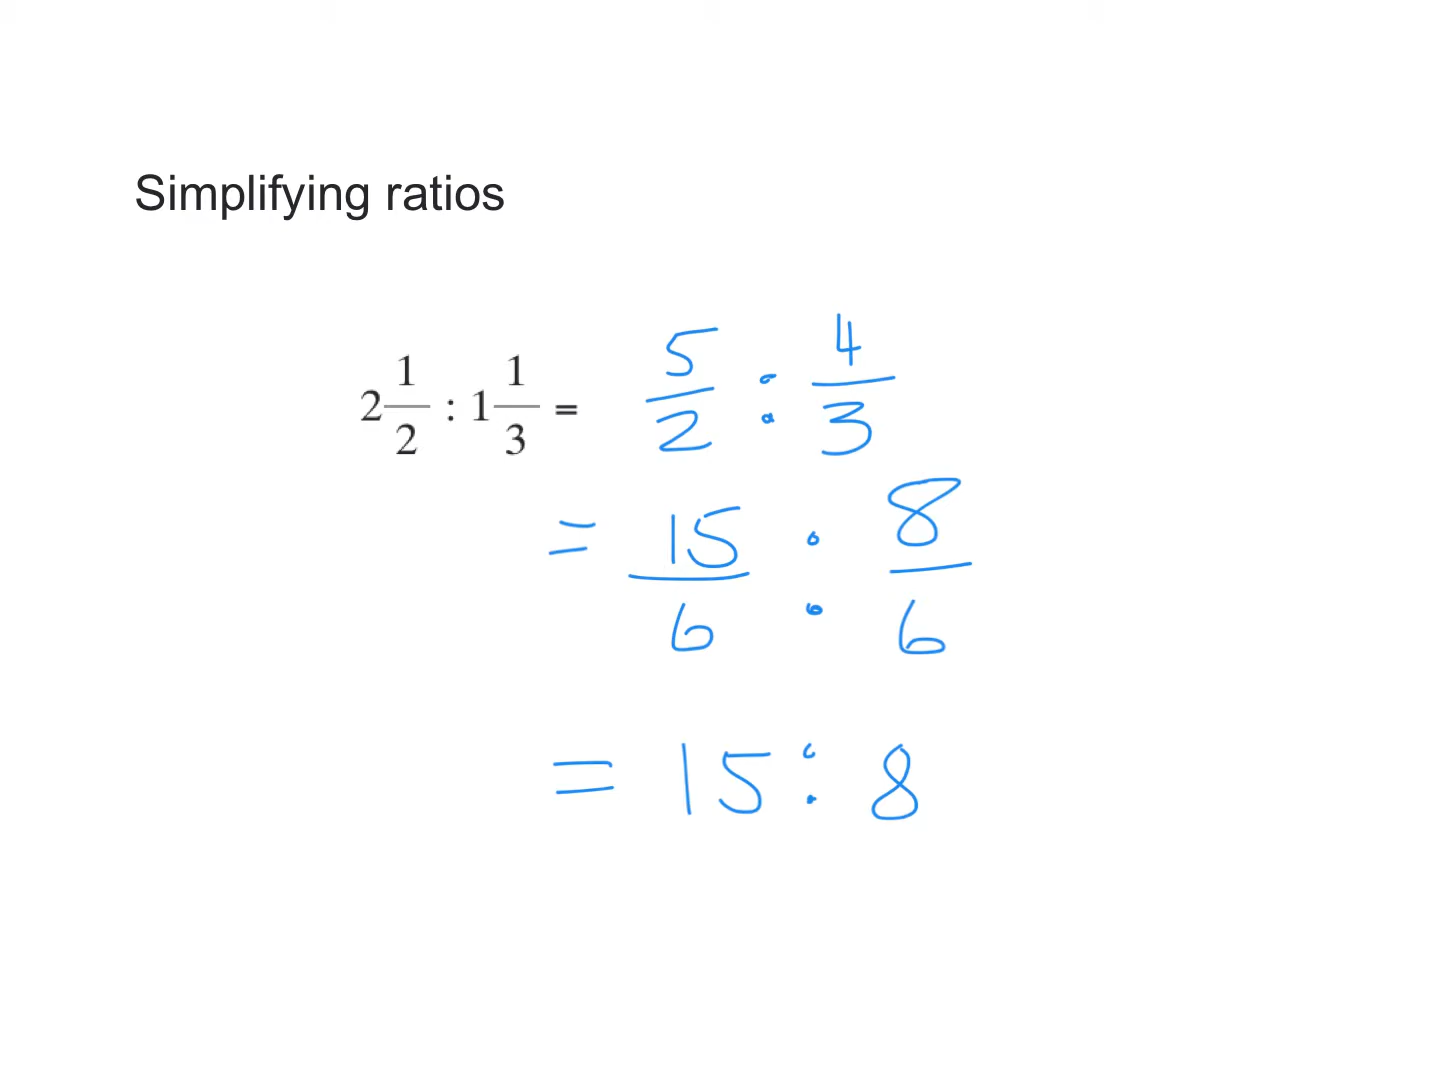 Simplifying ratios
2 1/2 : 1 1/3 = 5/2 : 4/3
= 15/6 : 8/6
= 15 : 8